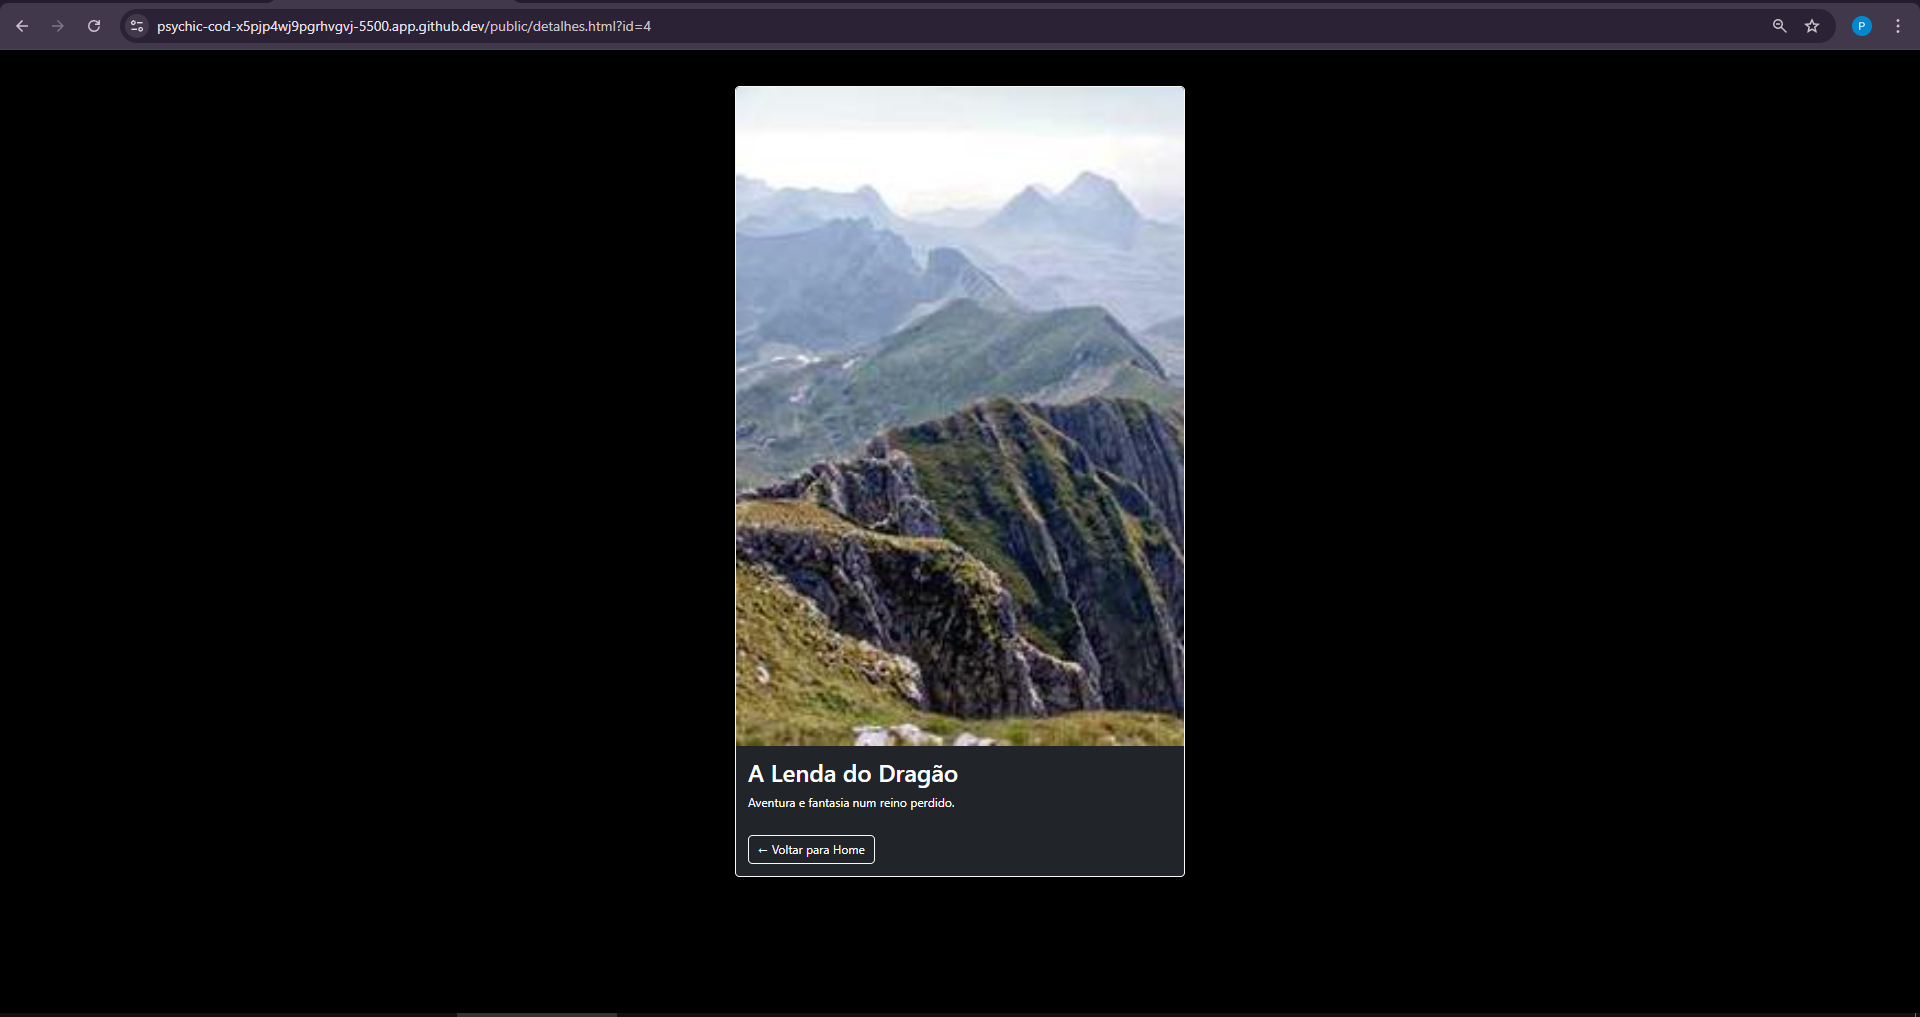 psychic-cod-x5pjp4wj9pgrhvgvj-5500.app.github.dev/public/detalhes.html?id=4
P
A Lenda do Dragão
Aventura e fantasia num reino perdido.
← Voltar para Home